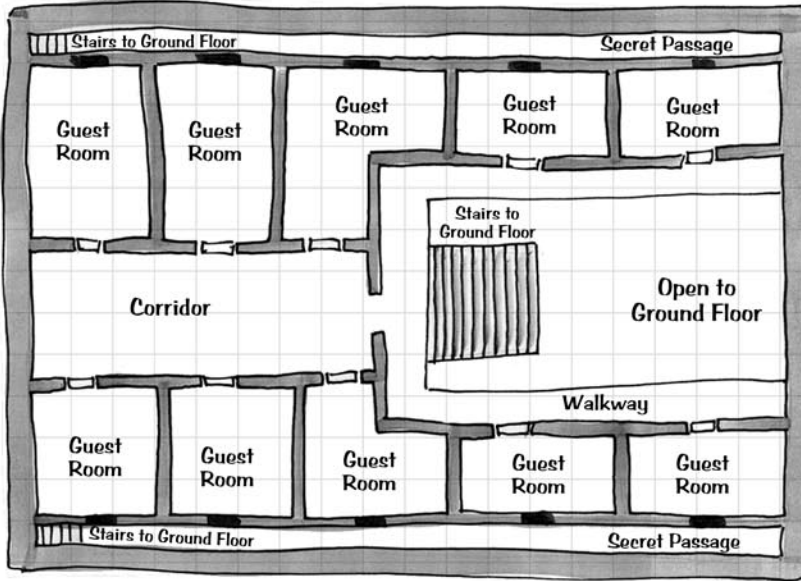 Stairs to Ground Floor
Secret Passage
Guest
Room
Guest
Room
Guest
Room
Guest
Room
Guest
Room
Stairs to
Ground Floor
Corridor
Open to
Ground Floor
Walkway
Guest
Room
Guest
Room
Guest
Room
Guest
Room
Guest
Room
Stairs to Ground Floor
Secret Passage